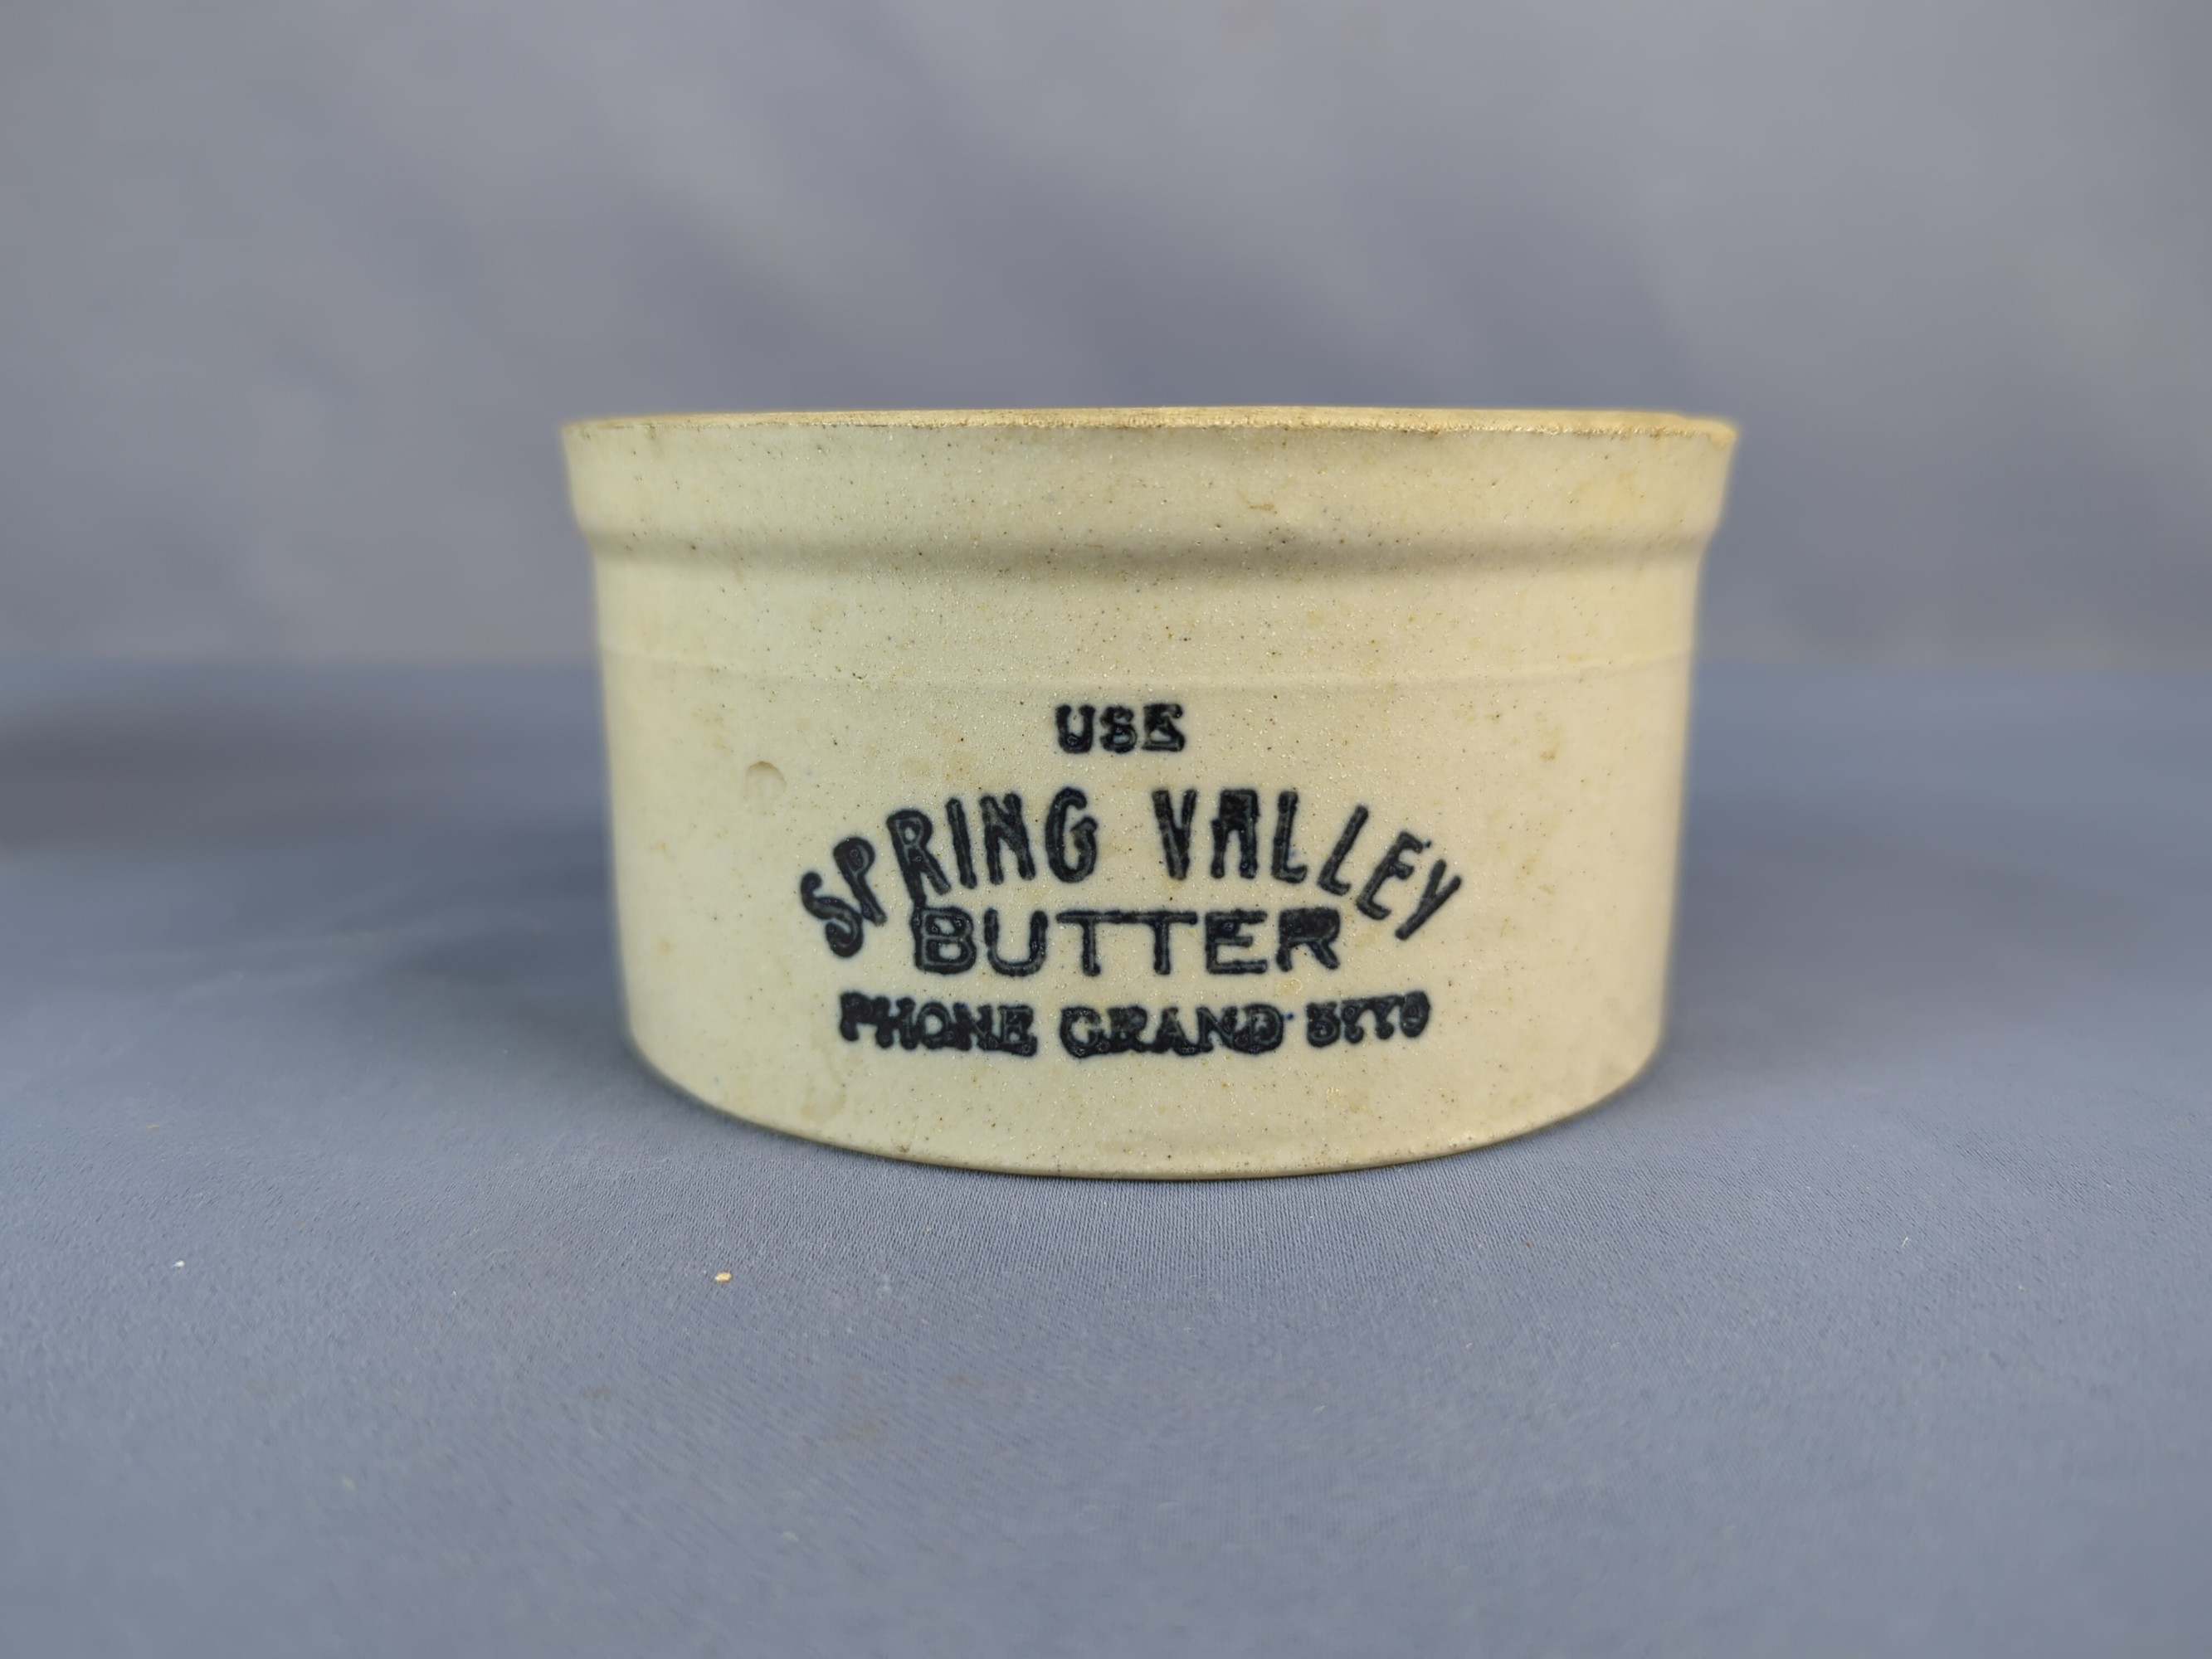 USE
SPRING VALLEY
BUTTER
PHONE GRAND